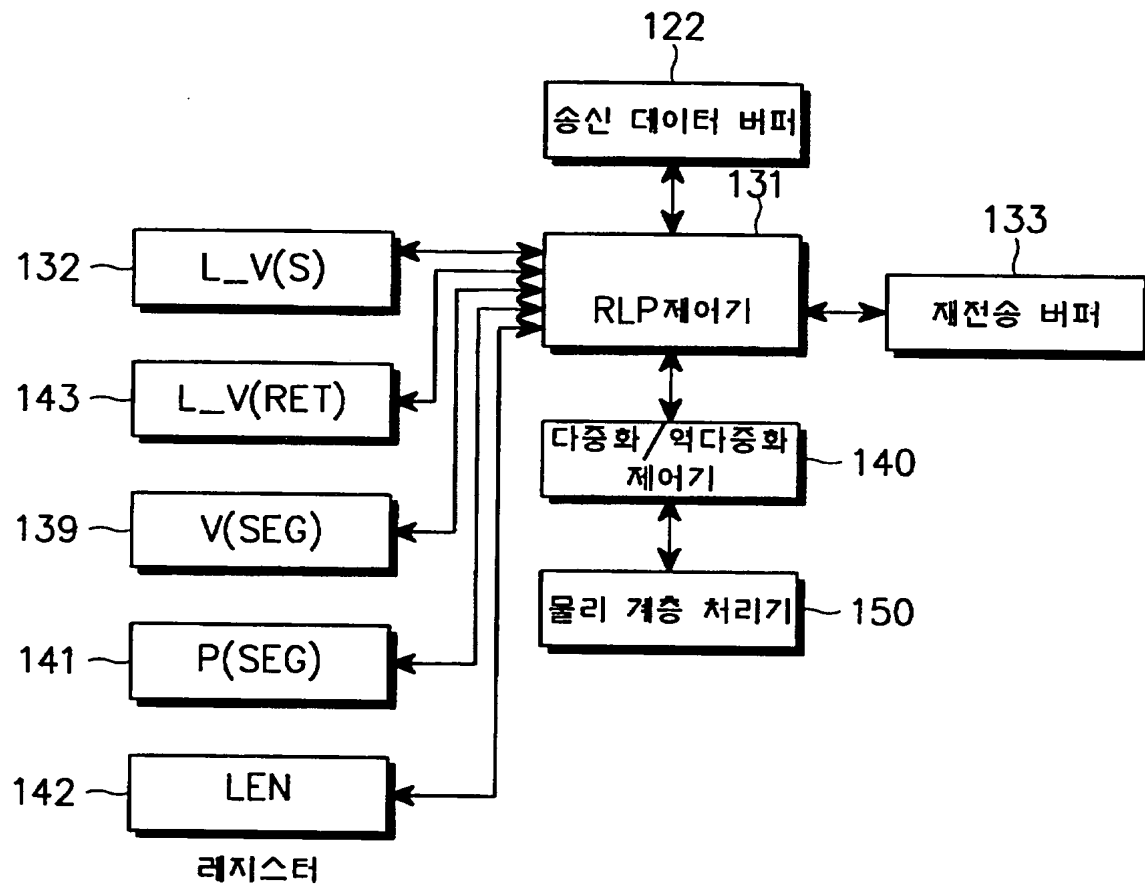 122
송신 데이터 버퍼
131
133
132
L_V(S)
RLP제어기
재전송 버퍼
143
L_V(RET)
다중화/역다중화
제어기
140
139
V(SEG)
물리 계층 처리기
150
141
P(SEG)
142
LEN
레지스터